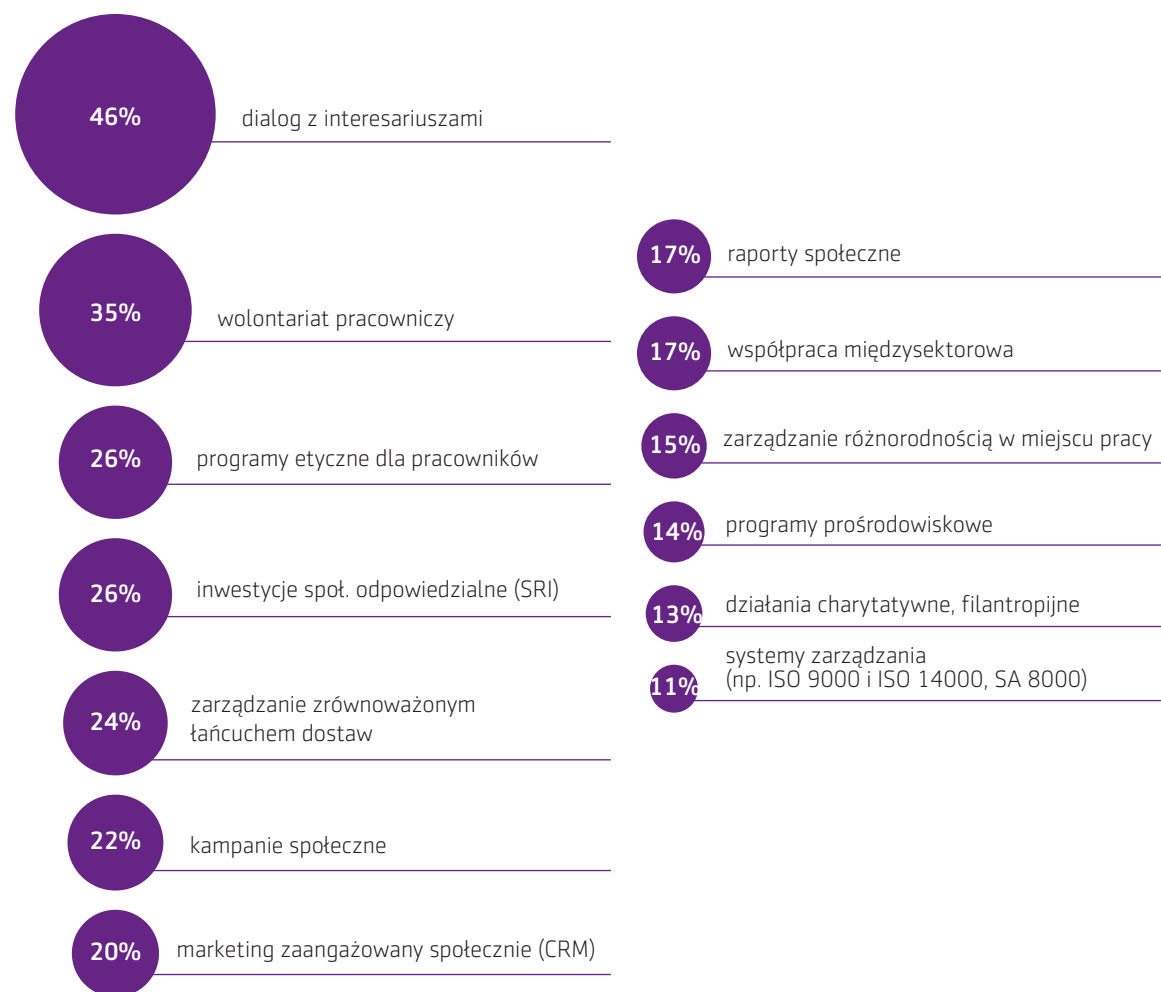 46%
dialog z interesariuszami
35%
wolontariat pracowniczy
26%
programy etyczne dla pracowników
26%
inwestycje społ. odpowiedzialne (SRI)
24%
zarządzanie zrównoważonym
łańcuchem dostaw
22%
kampanie społeczne
20%
marketing zaangażowany społecznie (CRM)
17%
raporty społeczne
17%
współpraca międzysektorowa
15%
zarządzanie różnorodnością w miejscu pracy
14%
programy prośrodowiskowe
13%
działania charytatywne, filantropijne
11%
systemy zarządzania
(np. ISO 9000 i ISO 14000, SA 8000)